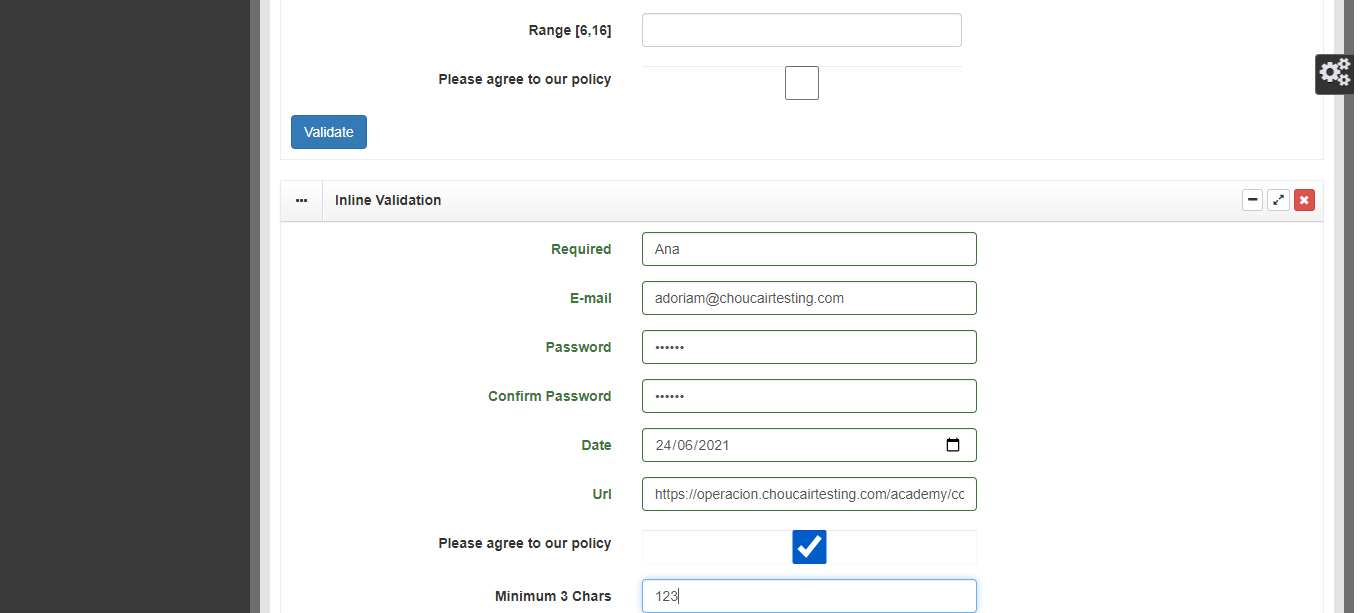 Range [6,16]
Please agree to our policy
Validate
Inline Validation
Required Ana
E-mail adoriam@choucairtesting.com
Password ••••••
Confirm Password ••••••
Date 24/06/2021
Url https://operacion.choucairtesting.com/academy/cc
Please agree to our policy
Minimum 3 Chars 123